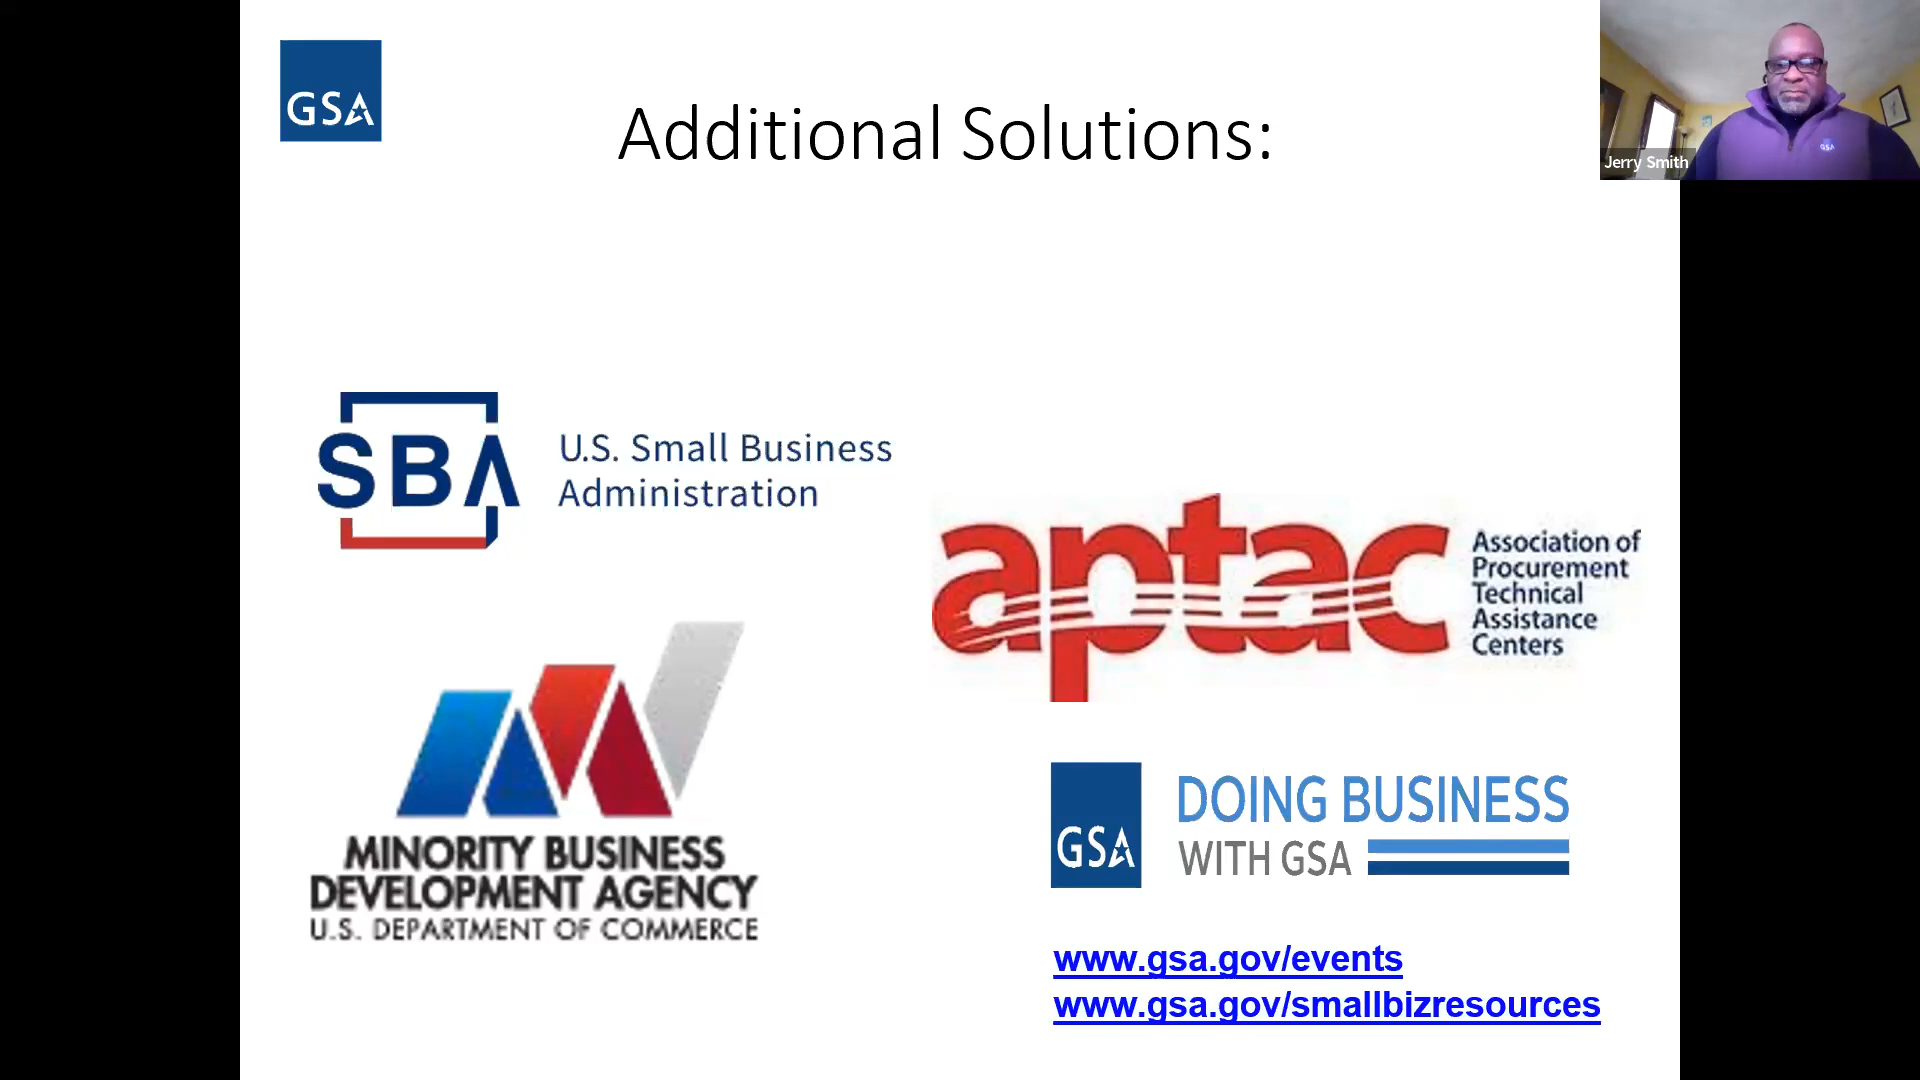 GSA
Additional Solutions:
Jerry Smith
GSA
SBA
U.S. Small Business
Administration
aptac
Association of
Procurement
Technical
Assistance
Centers
MINORITY BUSINESS
DEVELOPMENT AGENCY
U.S. DEPARTMENT OF COMMERCE
GSA
DOING BUSINESS
WITH GSA
www.gsa.gov/events
www.gsa.gov/smallbizresources